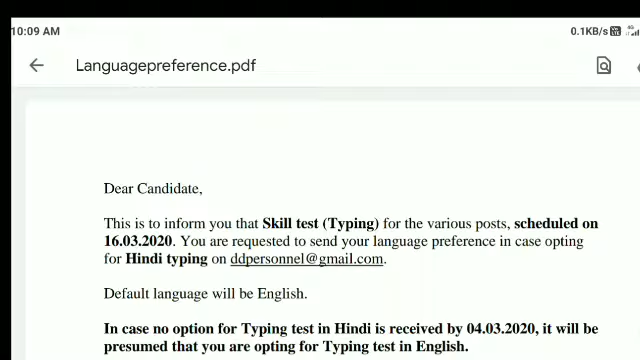 10:09 AM 0.1KB/s
Languagepreference.pdf
Dear Candidate,
This is to inform you that Skill test (Typing) for the various posts, scheduled on
16.03.2020. You are requested to send your language preference in case opting
for Hindi typing on ddpersonnel@gmail.com.
Default language will be English.
In case no option for Typing test in Hindi is received by 04.03.2020, it will be
presumed that you are opting for Typing test in English.